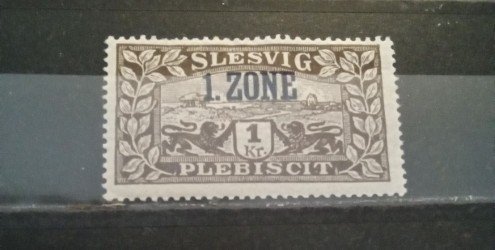 SLESVIG
1. ZONE
1
Kr.
PLEBISCIT.